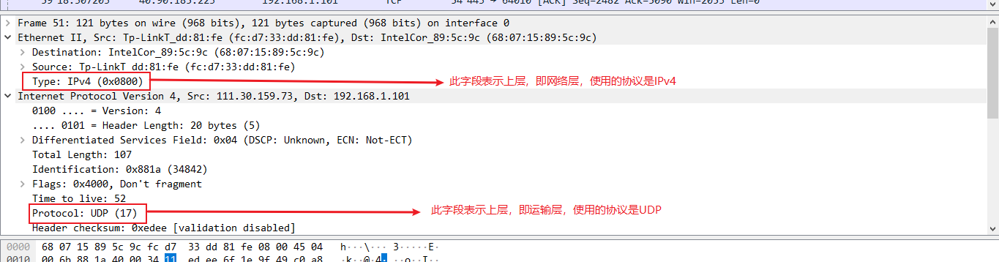 59 18.507205 40.90.185.225 192.168.1.101 TCP 54 445 → 64010 [ACK] Seq=2482 Ack=5090 Win=2053 Len=0
Frame 51: 121 bytes on wire (968 bits), 121 bytes captured (968 bits) on interface 0
Ethernet II, Src: Tp-LinkT_dd:81:fe (fc:d7:33:dd:81:fe), Dst: IntelCor_89:5c:9c (68:07:15:89:5c:9c)
Destination: IntelCor_89:5c:9c (68:07:15:89:5c:9c)
Source: Tp-LinkT_dd:81:fe (fc:d7:33:dd:81:fe)
Type: IPv4 (0x0800) 此字段表示上层，即网络层，使用的协议是IPv4
Internet Protocol Version 4, Src: 111.30.159.73, Dst: 192.168.1.101
0100 .... = Version: 4
.... 0101 = Header Length: 20 bytes (5)
Differentiated Services Field: 0x04 (DSCP: Unknown, ECN: Not-ECT)
Total Length: 107
Identification: 0x881a (34842)
Flags: 0x4000, Don't fragment
Time to live: 52
Protocol: UDP (17) 此字段表示上层，即运输层，使用的协议是UDP
Header checksum: 0xedee [validation disabled]
0000 68 07 15 89 5c 9c fc d7 33 dd 81 fe 08 00 45 04 h···\··· 3·····E·
0010 00 6b 88 1a 40 00 34 11 ed ee 6f 1e 9f 49 c0 a8 ·k··@·4· ··o··I··